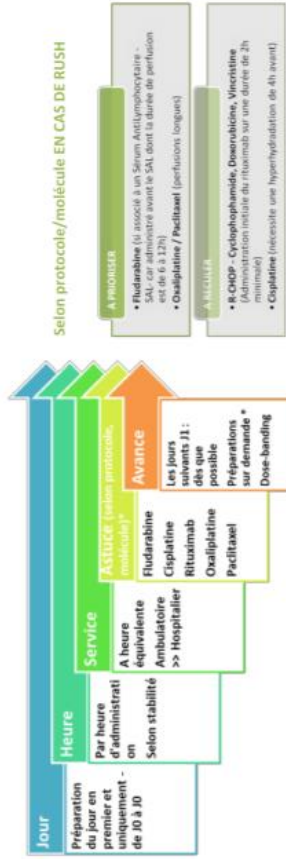 Jour
Préparation
du jour en
premier et
uniquement -
de J0 à J0
Heure
Par heure
d'administrati
on
Selon stabilité
Service
A heure
équivalente
Ambulatoire
>> Hospitalier
Astuce (selon protocole,
molécule)*
Fludarabine
Cisplatine
Rituximab
Oxaliplatine
Paclitaxel
Avance
Les jours
suivants J1 :
dès que
possible
Préparations
sur demande *
Dose-banding
Selon protocole/molécule EN CAS DE RUSH
A PRIORISER
• Fludarabine (si associé à un Sérum AntiLymphocytaire -
SAL- car administré avant le SAL dont la durée de perfusion
est de 6 à 12h)
• Oxaliplatine / Paclitaxel (perfusions longues)
A RECULER
• R-CHOP - Cyclophophamide, Doxorubicine, Vincristine
(Administration initiale du rituximab sur une durée de 2h
minimale)
• Cisplatine (nécessite une hyperhydratation de 4h avant)